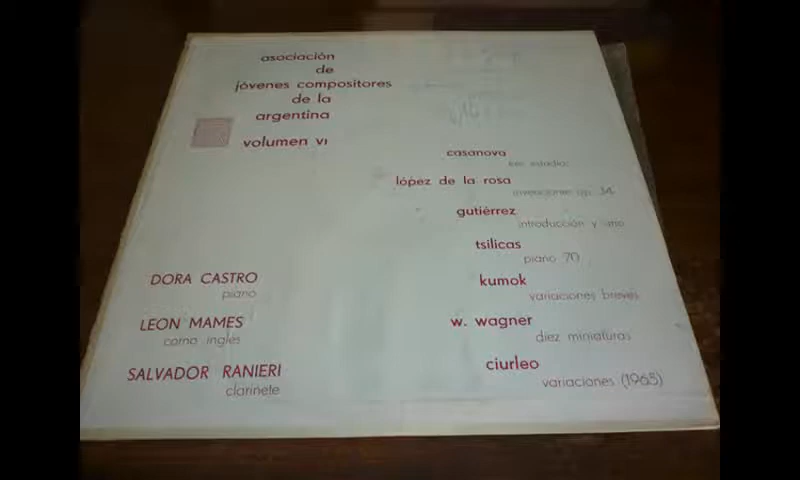 asociación
de
jóvenes compositores
de la
argentina
volumen VI
casanova
estudios
lópez de la rosa
invenciones op. 34
gutiérrez
introducción y
tsilicas
piano 70
kumok
variaciones breves
w. wagner
diez miniaturas
ciurleo
variaciones (1965)
DORA CASTRO
piano
LEON MAMES
corno inglés
SALVADOR RANIERI
clarinete